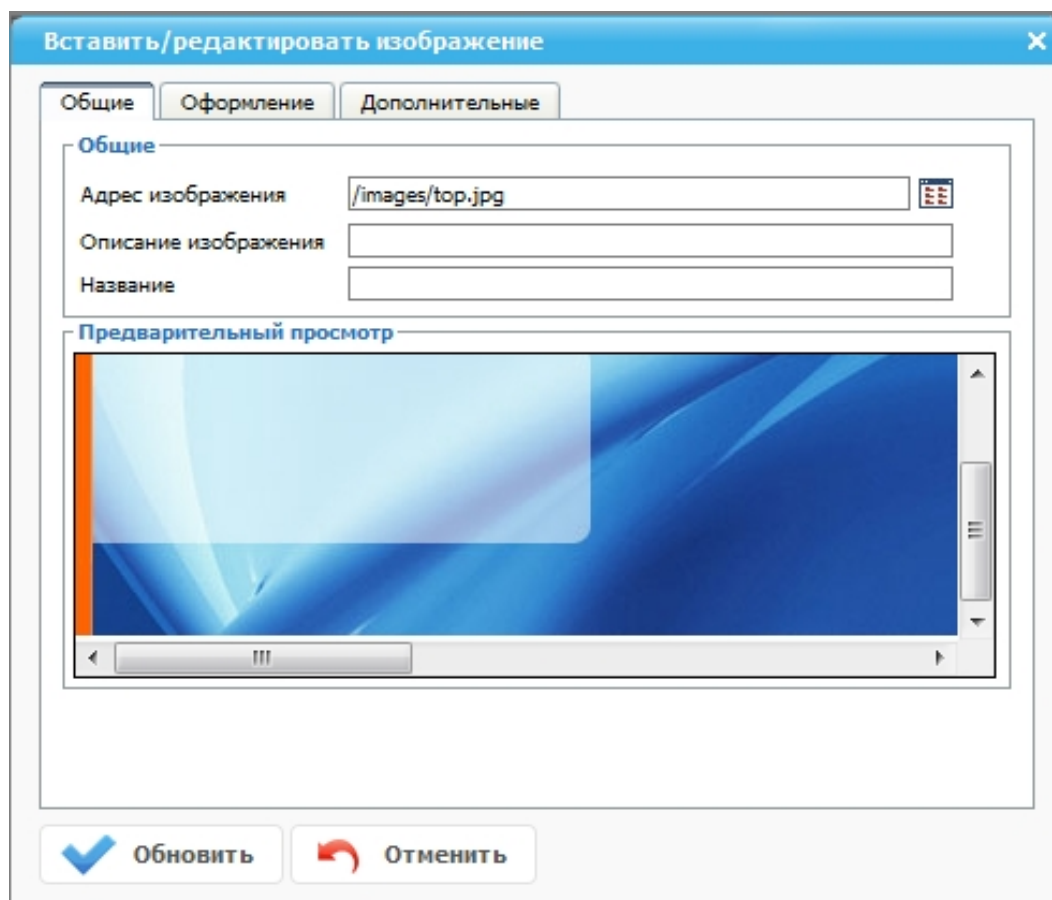 Вставить/редактировать изображение
Общие Оформление Дополнительные
Общие
Адрес изображения /images/top.jpg
Описание изображения
Название
Предварительный просмотр
Обновить Отменить